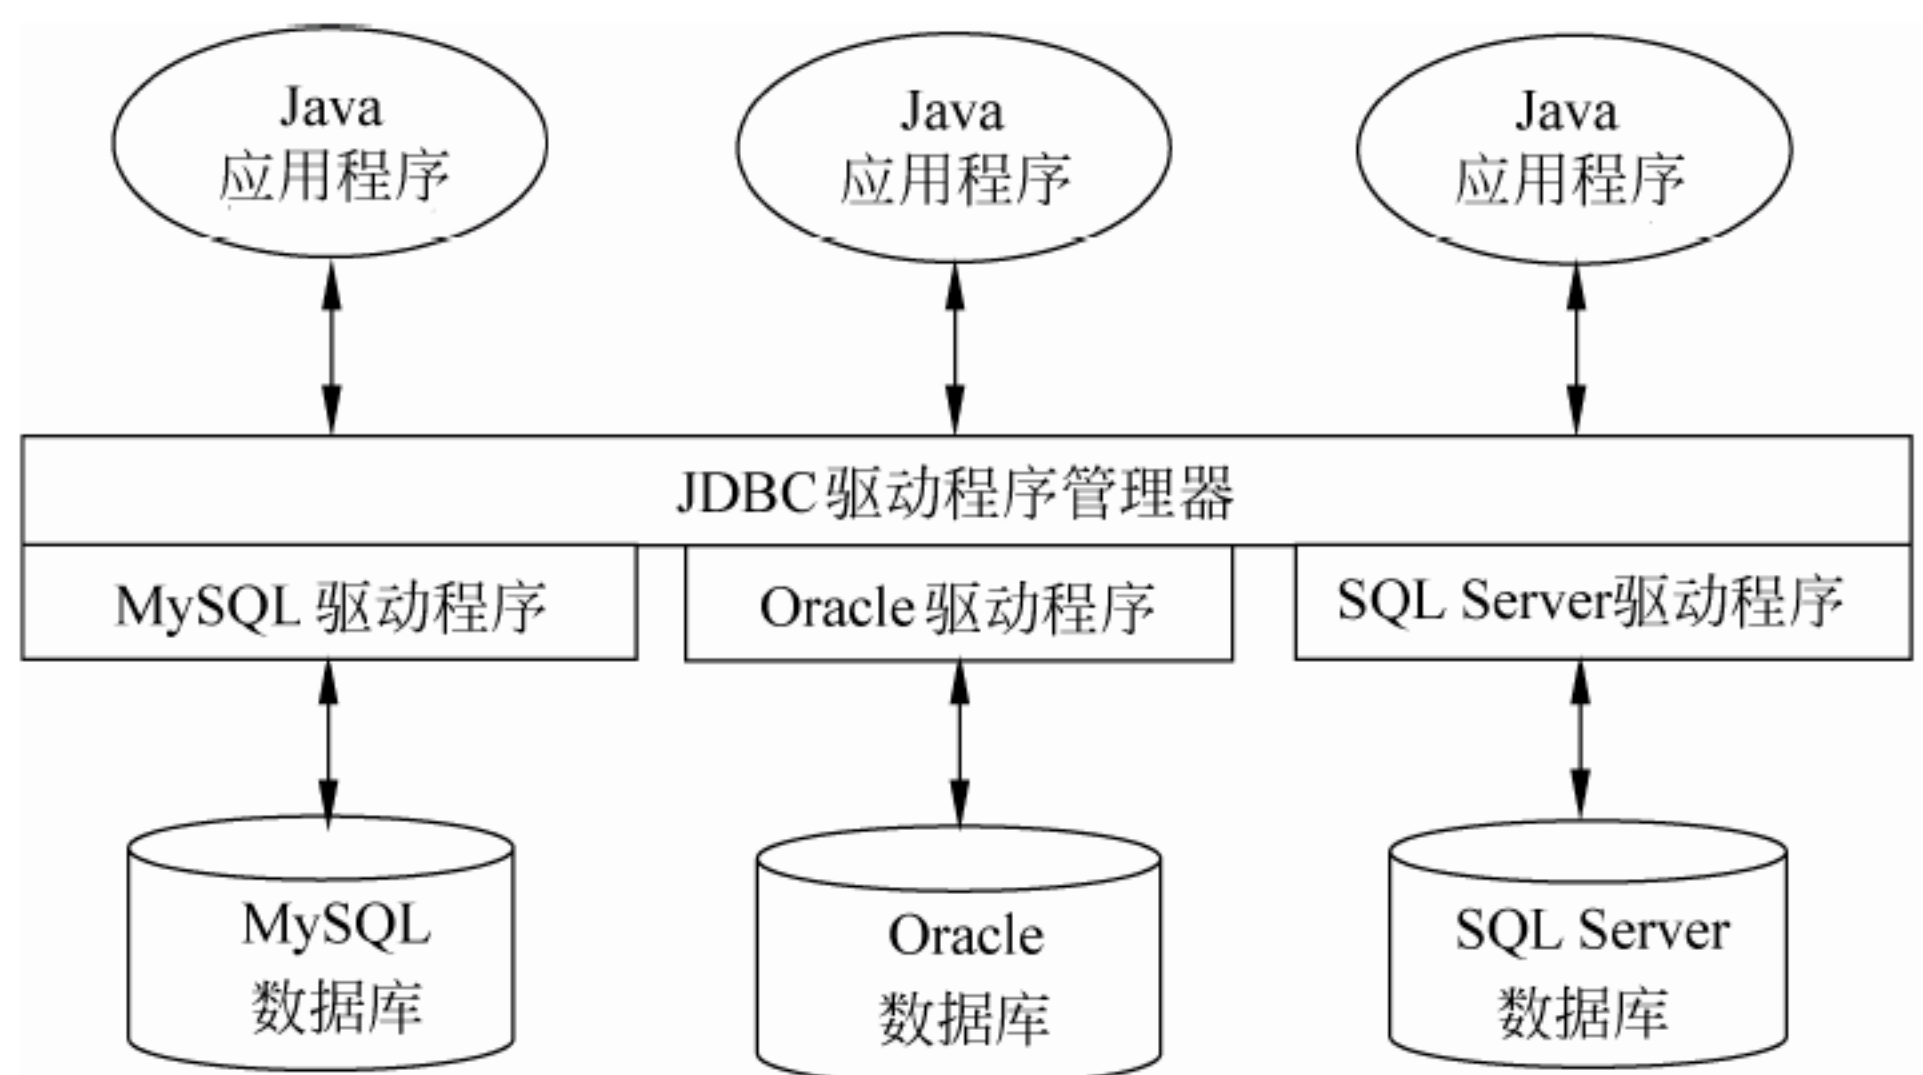 Java
应用程序
Java
应用程序
Java
应用程序
JDBC驱动程序管理器
MySQL 驱动程序
Oracle驱动程序
SQL Server驱动程序
MySQL
数据库
Oracle
数据库
SQL Server
数据库